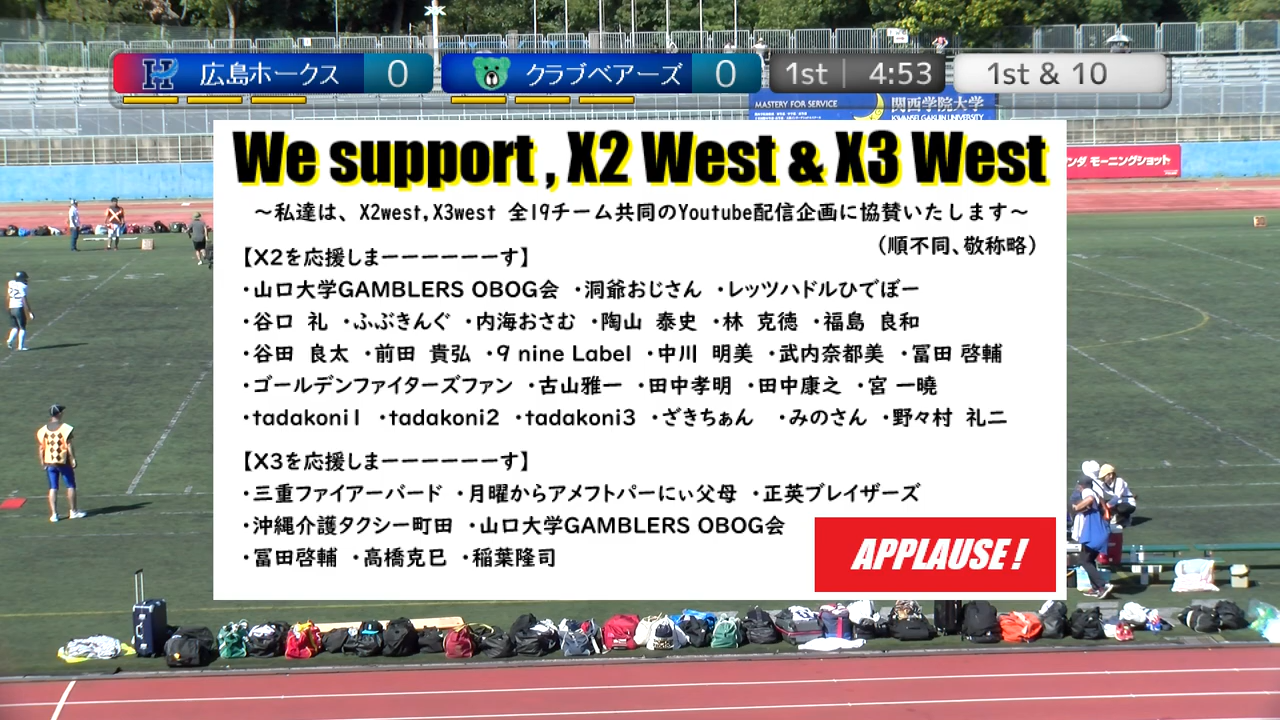 H 広島ホークス 0 クラブベアーズ 0 1st 4:53 1st & 10
MASTERY FOR SERVICE 関西学院大学
KWANSEI GAKUIN UNIVERSITY
We support , X2 West & X3 West
ンダ モーニングショット
～私達は、X2west,X3west 全19チーム共同のYoutube配信企画に協賛いたします～
（順不同、敬称略）
【X2を応援しまーーーーーーす】
・山口大学GAMBLERS OBOG会 ・洞爺おじさん ・レッツハドルひでぼー
・谷口 礼 ・ふぶきんぐ ・内海おさむ ・陶山 泰史 ・林 克徳 ・福島 良和
・谷田 良太 ・前田 貴弘 ・9 nine Label ・中川 明美 ・武内奈都美 ・冨田 啓輔
・ゴールデンファイターズファン ・古山雅一 ・田中孝明 ・田中康之 ・宮 一曉
・tadakoni1 ・tadakoni2 ・tadakoni3 ・ざきちぁん ・みのさん ・野々村 礼二
【X3を応援しまーーーーーーす】
・三重ファイアーバード ・月曜からアメフトバーにぃ父母 ・正英ブレイザーズ
・沖縄介護タクシー町田 ・山口大学GAMBLERS OBOG会
・冨田啓輔 ・高橋克巳 ・稲葉隆司
APPLAUSE !